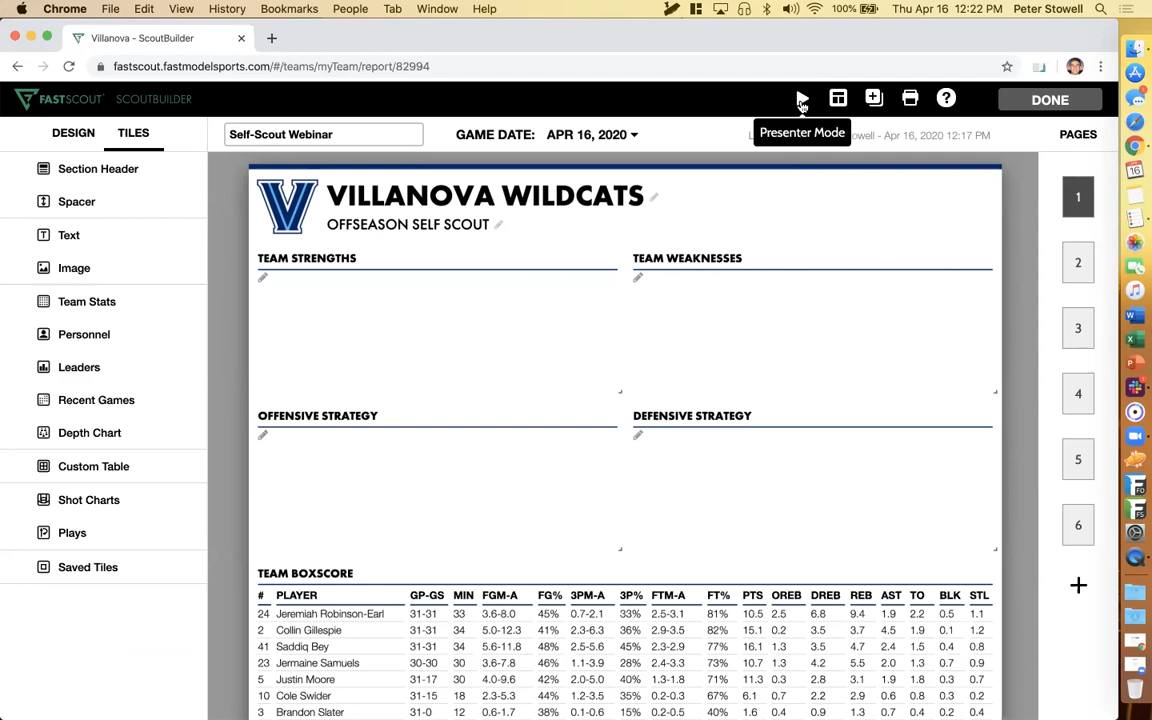 Chrome File Edit View History Bookmarks People Tab Window Help 100% Thu Apr 16 12:22 PM Peter Stowell
Villanova - ScoutBuilder
fastscout.fastmodelsports.com/#/teams/myTeam/report/82994
FASTSCOUT SCOUTBUILDER DONE
Presenter Mode
DESIGN TILES Self-Scout Webinar GAME DATE: APR 16, 2020 owell - Apr 16, 2020 12:17 PM PAGES
Section Header
Spacer
Text
Image
Team Stats
Personnel
Leaders
Recent Games
Depth Chart
Custom Table
Shot Charts
Plays
Saved Tiles
VILLANOVA WILDCATS
OFFSEASON SELF SCOUT
TEAM STRENGTHS TEAM WEAKNESSES
OFFENSIVE STRATEGY DEFENSIVE STRATEGY
TEAM BOXSCORE
# PLAYER GP-GS MIN FGM-A FG% 3PM-A 3P% FTM-A FT% PTS OREB DREB REB AST TO BLK STL
24 Jeremiah Robinson-Earl 31-31 33 3.6-8.0 45% 0.7-2.1 33% 2.5-3.1 81% 10.5 2.5 6.8 9.4 1.9 2.2 0.5 1.1
2 Collin Gillespie 31-31 34 5.0-12.3 41% 2.3-6.3 36% 2.9-3.5 82% 15.1 0.2 3.5 3.7 4.5 1.9 0.1 1.2
41 Saddiq Bey 31-31 34 5.6-11.8 48% 2.5-5.6 45% 2.3-2.9 77% 16.1 1.3 3.5 4.7 2.4 1.5 0.4 0.8
23 Jermaine Samuels 30-30 30 3.6-7.8 46% 1.1-3.9 28% 2.4-3.3 73% 10.7 1.3 4.2 5.5 2.0 1.3 0.7 0.9
5 Justin Moore 31-17 30 4.0-9.6 42% 2.0-5.0 40% 1.3-1.8 71% 11.3 0.3 2.8 3.1 1.9 1.8 0.3 0.7
10 Cole Swider 31-15 18 2.3-5.3 44% 1.2-3.5 35% 0.2-0.3 67% 6.1 0.7 2.2 2.9 0.6 0.8 0.3 0.2
3 Brandon Slater 31-0 12 0.6-1.7 38% 0.1-0.6 15% 0.2-0.5 40% 1.6 0.4 0.9 1.3 0.7 0.4 0.2 0.4
1
2
3
4
5
6